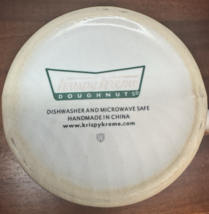 Krispy Kreme
DOUGHNUTS
DISHWASHER AND MICROWAVE SAFE
HANDMADE IN CHINA
www.krispykreme.com